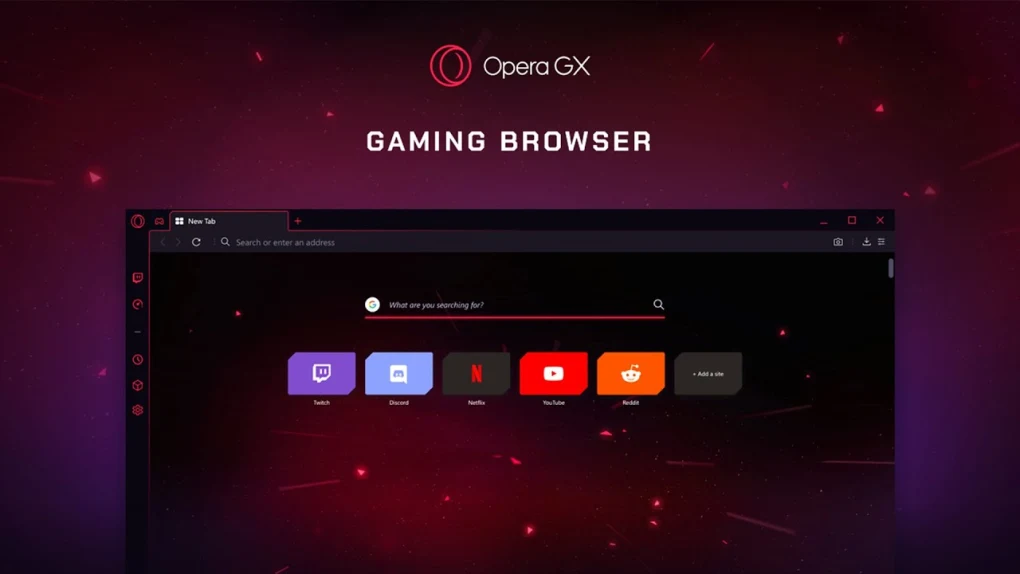 Opera GX
GAMING BROWSER
New Tab
Search or enter an address
What are you searching for?
+ Add a site
Twitch
Discord
Netflix
YouTube
Reddit